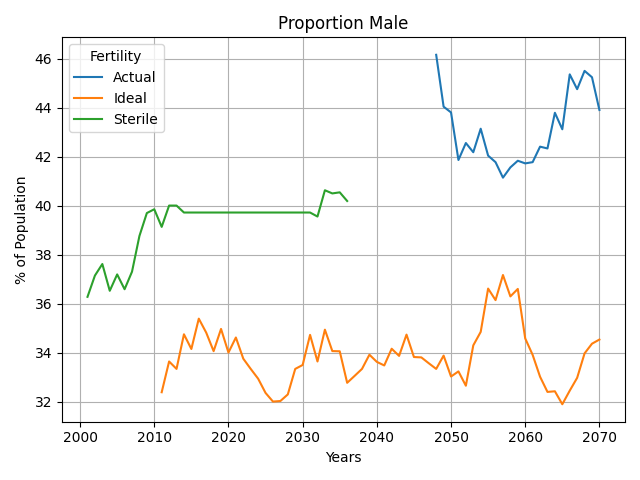 Proportion Male
Fertility
Actual
Ideal
Sterile
% of Population
46
44
42
40
38
36
34
32
2000 2010 2020 2030 2040 2050 2060 2070
Years